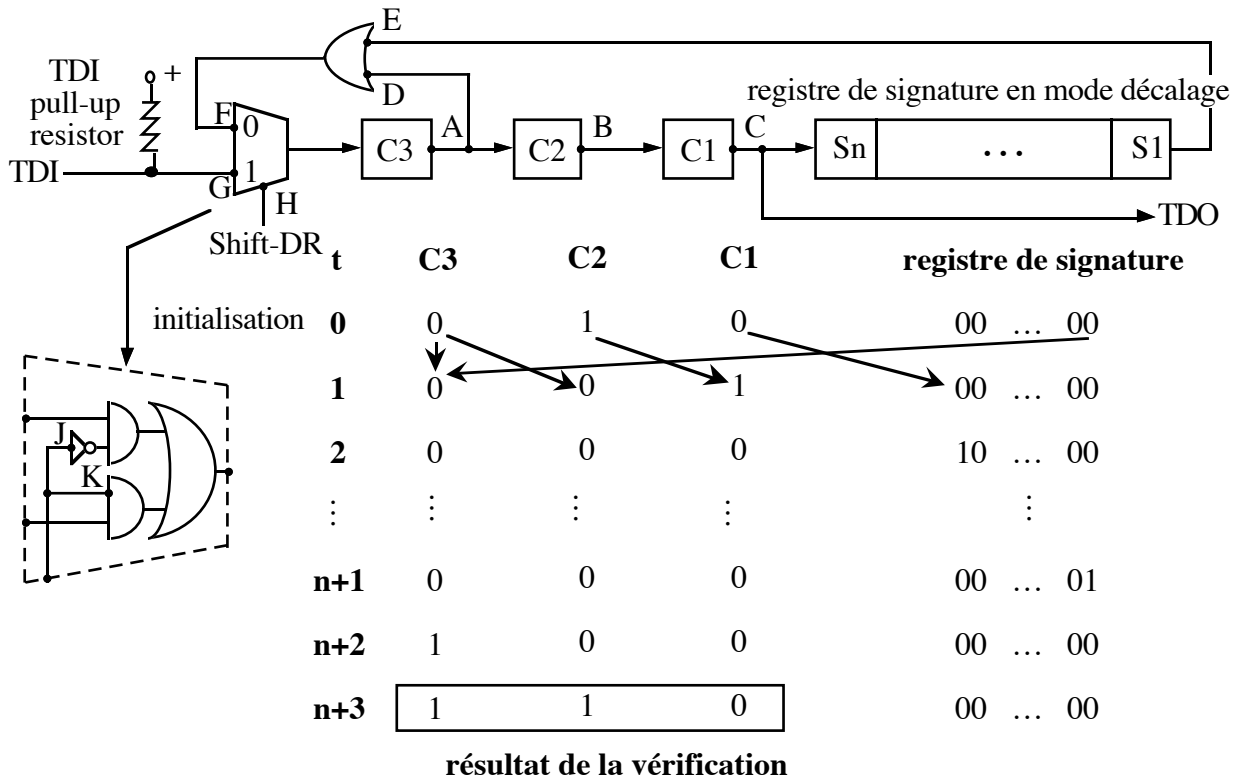 E
TDI
pull-up
resistor
+
D
registre de signature en mode décalage
F
0
A
B
C
C3
C2
C1
Sn
...
S1
TDI
1
G
H
TDO
Shift-DR
t C3 C2 C1 registre de signature
initialisation 0 0 1 0 00 ... 00
1 0 0 1 00 ... 00
J
2 0 0 0 10 ... 00
K
⋮ ⋮ ⋮ ⋮ ⋮
n+1 0 0 0 00 ... 01
n+2 1 0 0 00 ... 00
n+3 1 1 0 00 ... 00
résultat de la vérification